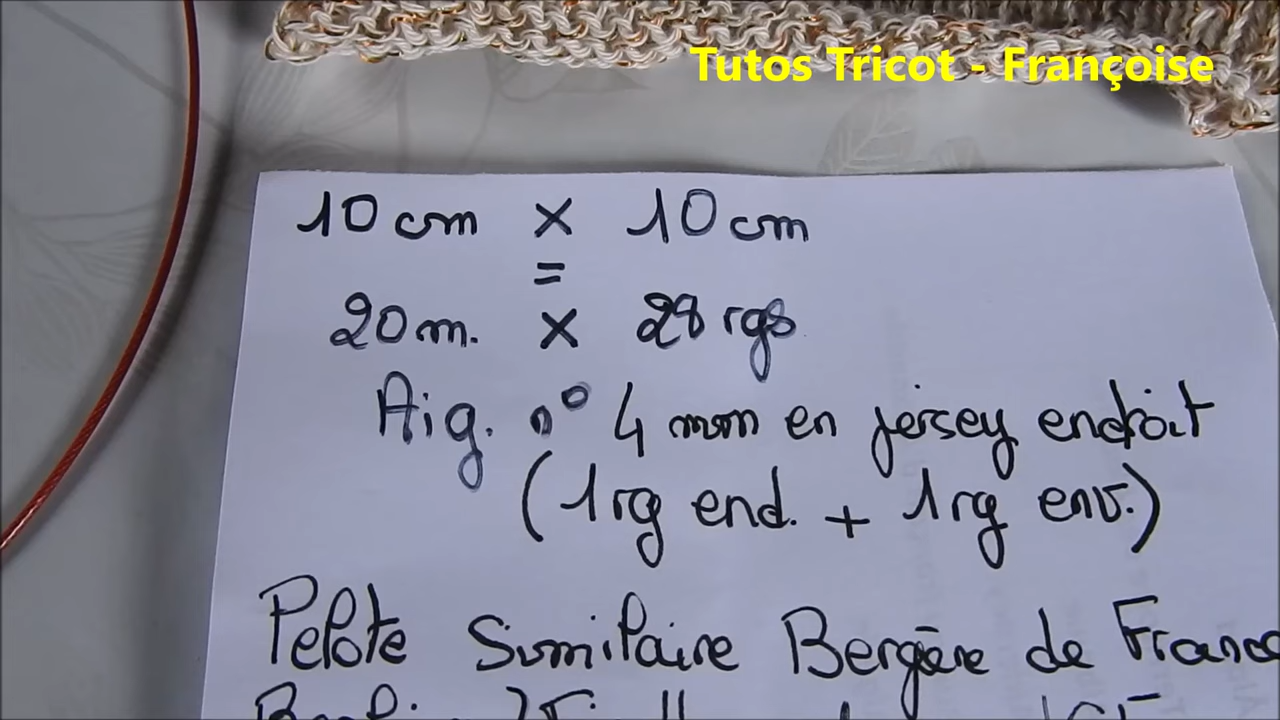 Tutos Tricot - Françoise
10 cm x 10 cm
=
20 m. x 28 rgs
Aig. n° 4 mm en jersey endroit
(1 rg end. + 1 rg env.)
Pelote Similaire Bergère de France